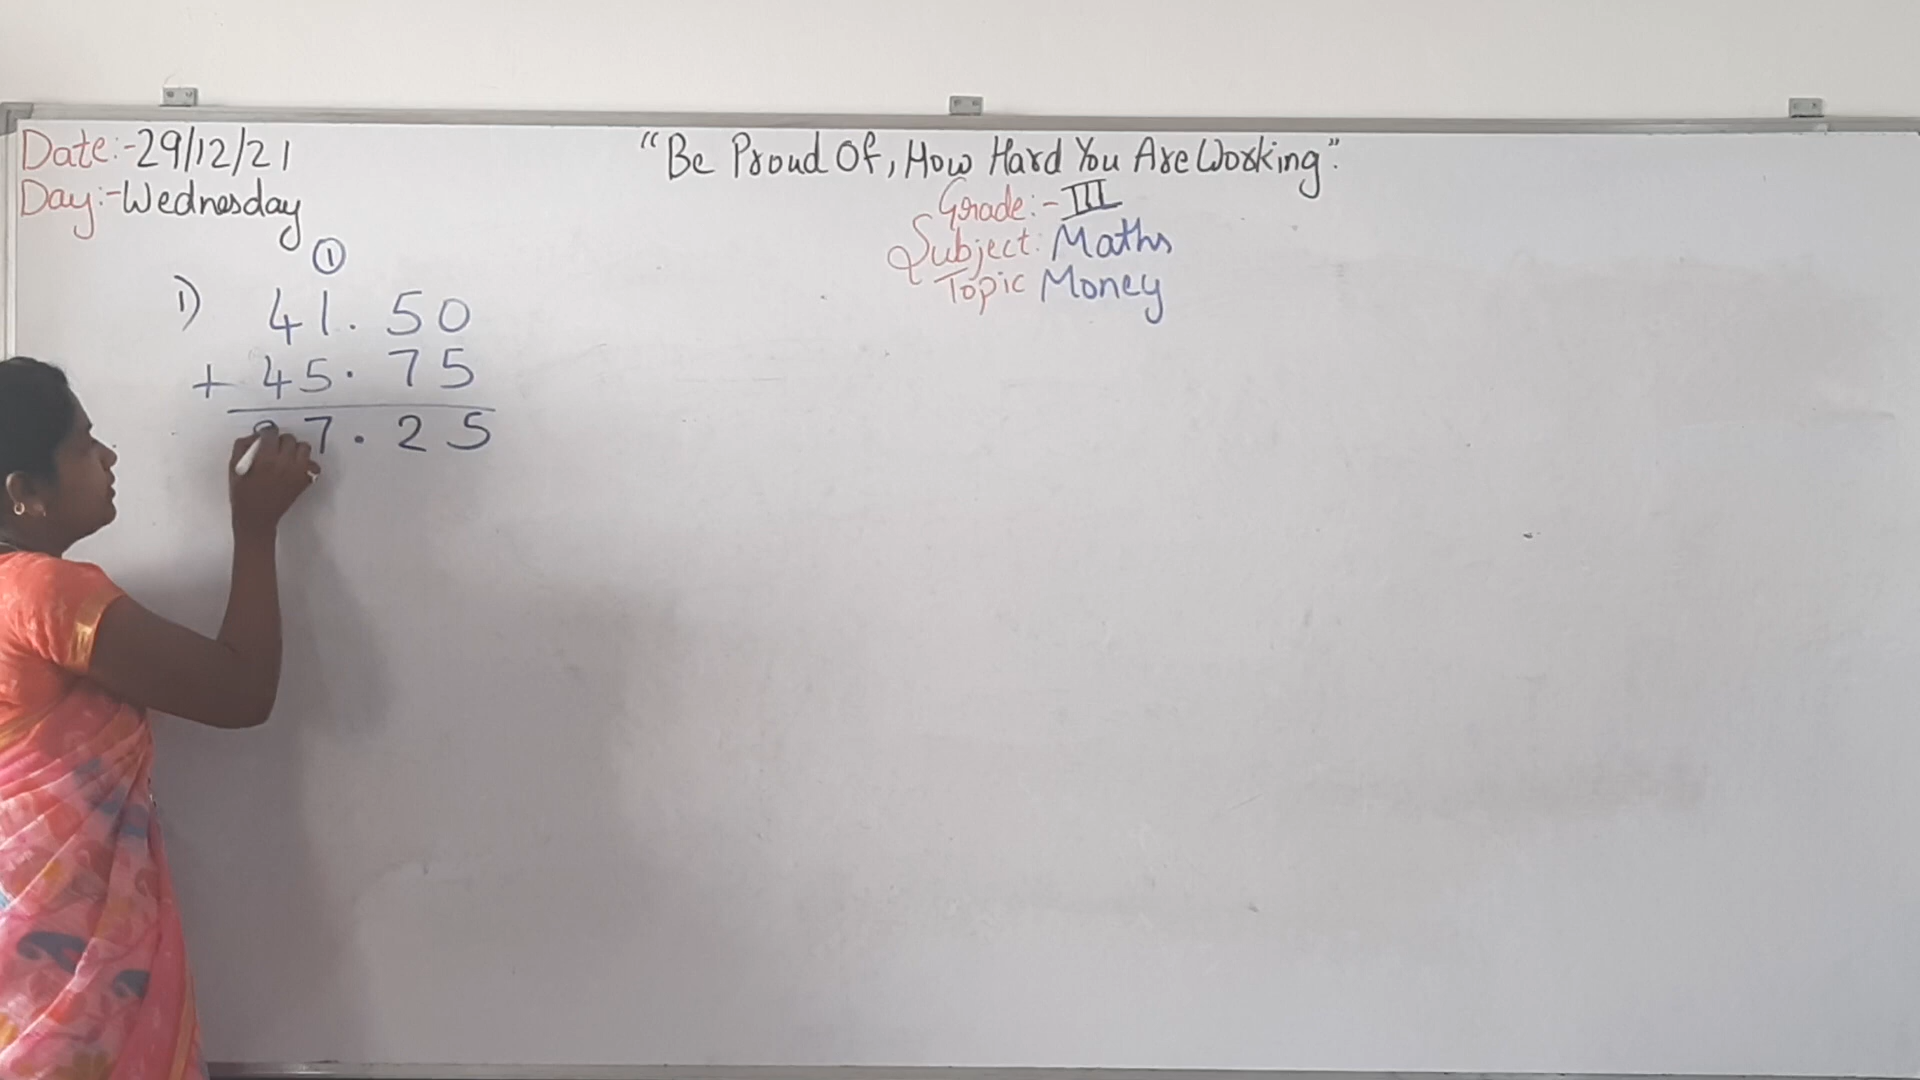 Date:-29/12/21
"Be Proud Of, How Hard You Are Working".
Day:-Wednesday
Grade:- III
Subject: Maths
Topic Money
①
1) 41.50
+ 45.75
87.25